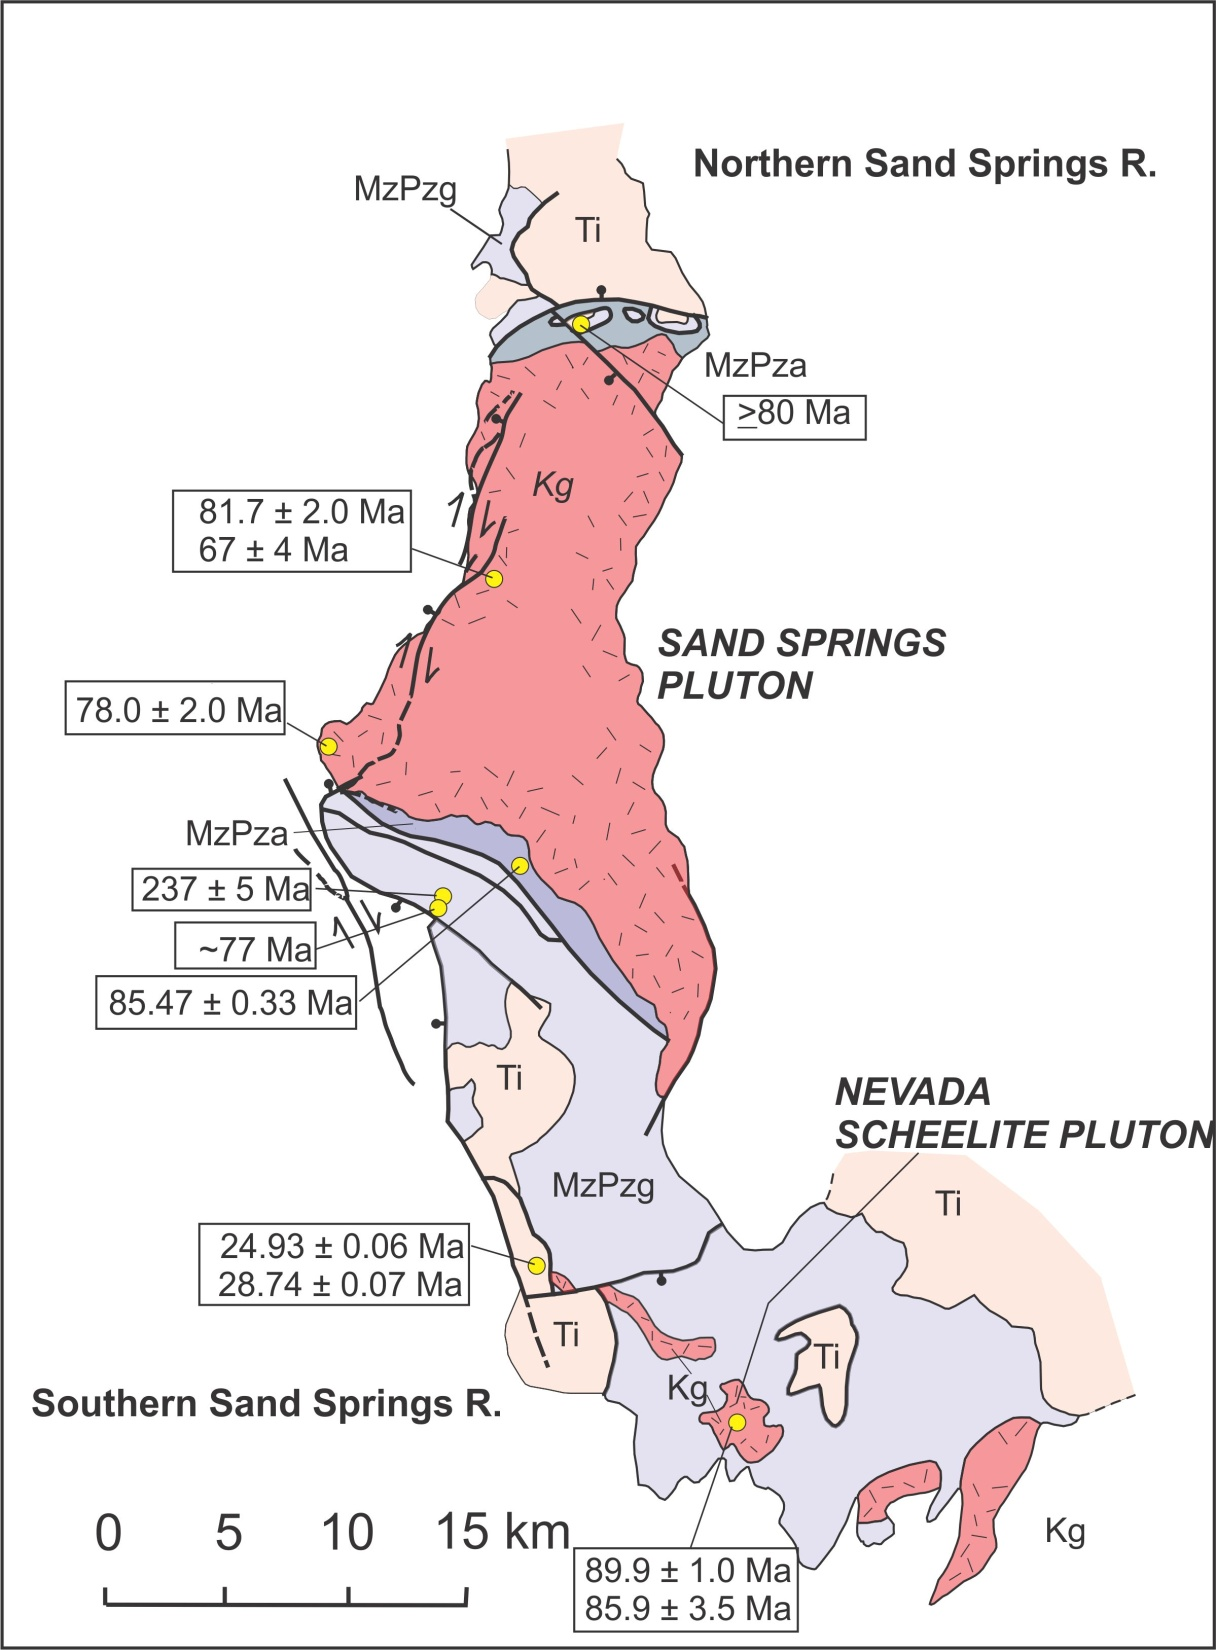 Northern Sand Springs R.
MzPzg
Ti
MzPza
>80 Ma
Kg
81.7 ± 2.0 Ma
67 ± 4 Ma
SAND SPRINGS
PLUTON
78.0 ± 2.0 Ma
MzPza
237 ± 5 Ma
~77 Ma
85.47 ± 0.33 Ma
Ti
NEVADA
SCHEELITE PLUTON
MzPzg
Ti
24.93 ± 0.06 Ma
28.74 ± 0.07 Ma
Ti
Ti
Kg
Southern Sand Springs R.
0 5 10 15 km
Kg
89.9 ± 1.0 Ma
85.9 ± 3.5 Ma